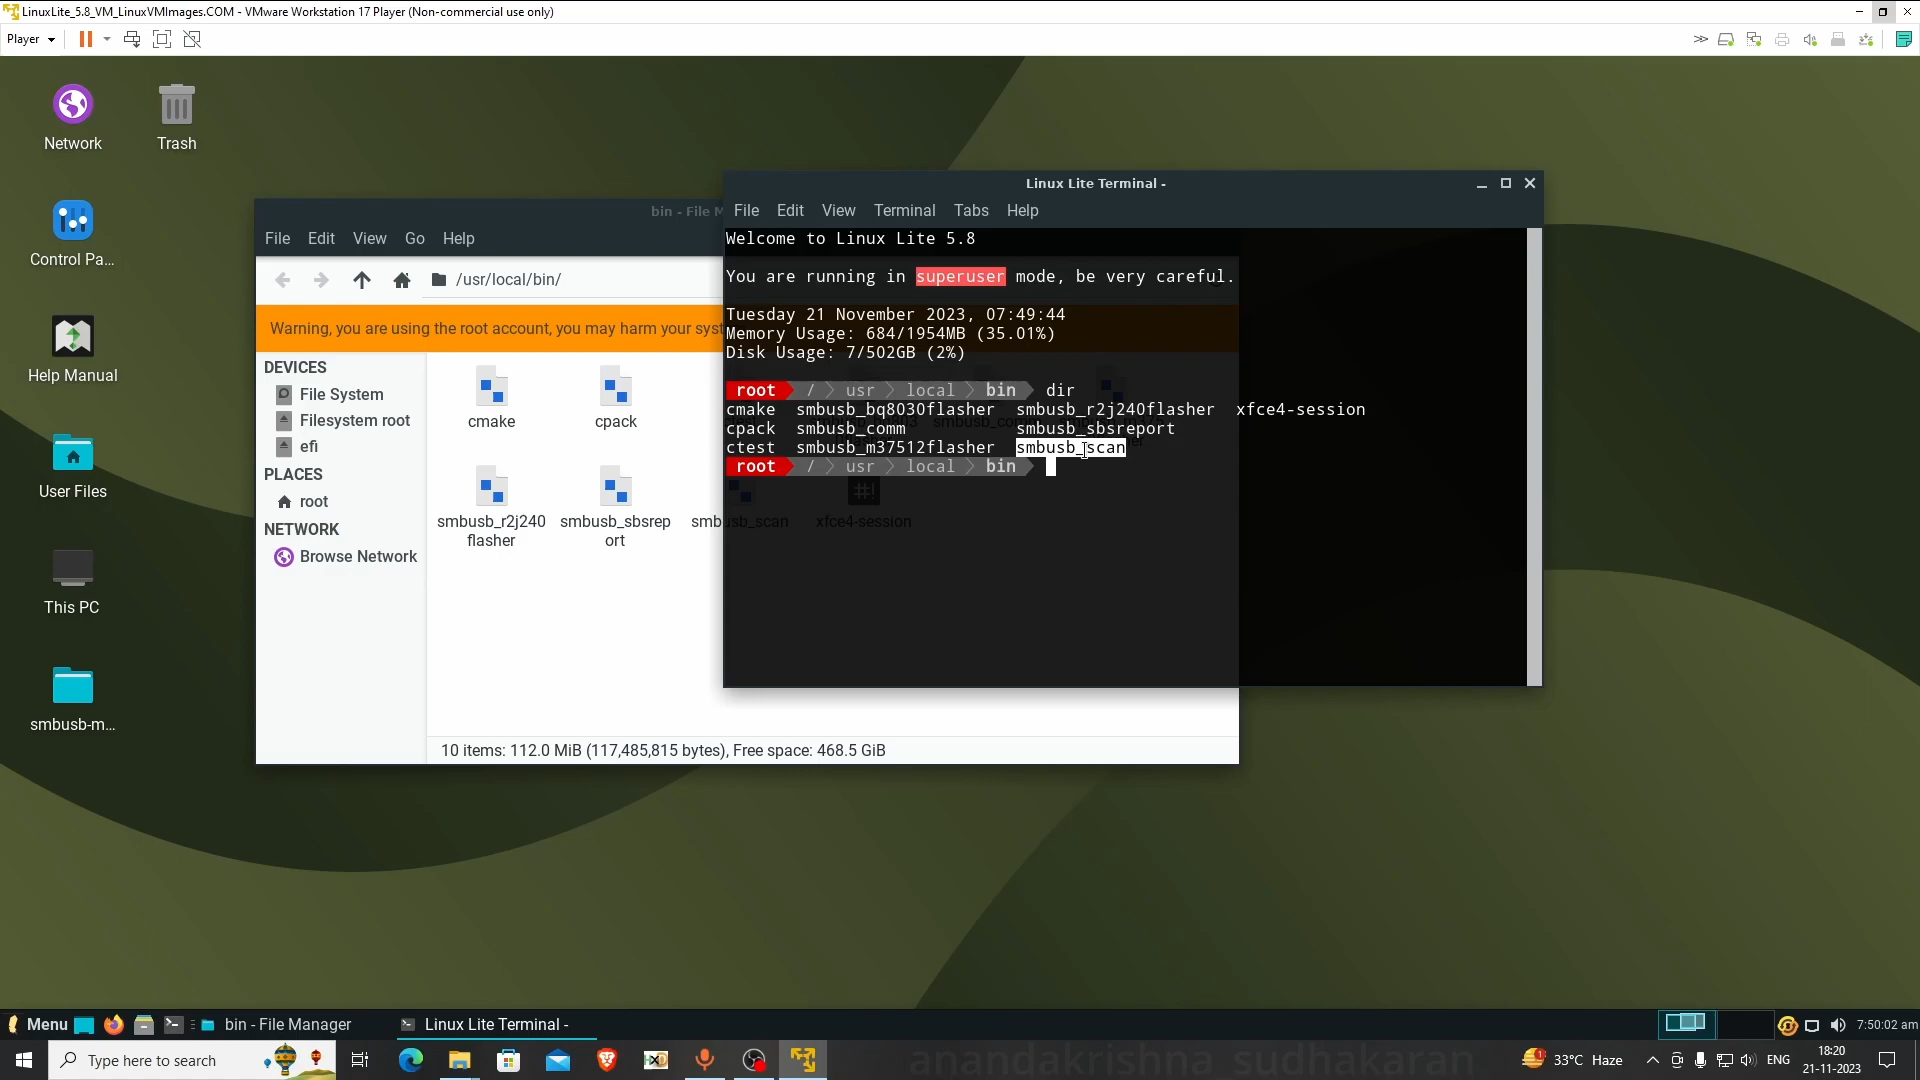 LinuxLite_5.8_VM_LinuxVMImages.COM - VMware Workstation 17 Player (Non-commercial use only)
Player
Network
Trash
Control Pa...
Help Manual
User Files
This PC
smbusb-m...
bin - File M
File Edit View Go Help
/usr/local/bin/
Warning, you are using the root account, you may harm your syst
DEVICES
File System
Filesystem root
efi
PLACES
root
NETWORK
Browse Network
cmake
cpack
smbusb_r2j240
flasher
smbusb_sbsrep
ort
smbusb_scan
xfce4-session
10 items: 112.0 MiB (117,485,815 bytes), Free space: 468.5 GiB
Linux Lite Terminal -
File Edit View Terminal Tabs Help
Welcome to Linux Lite 5.8
You are running in superuser mode, be very careful.
Tuesday 21 November 2023, 07:49:44
Memory Usage: 684/1954MB (35.01%)
Disk Usage: 7/502GB (2%)
root / usr local bin dir
cmake smbusb_bq8030flasher smbusb_r2j240flasher xfce4-session
cpack smbusb_comm smbusb_sbsreport
ctest smbusb_m37512flasher smbusb_scan
root / usr local bin
Menu
bin - File Manager
Linux Lite Terminal -
7:50:02 am
Type here to search
anandakrishna sudhakaran
33°C Haze
ENG
18:20
21-11-2023